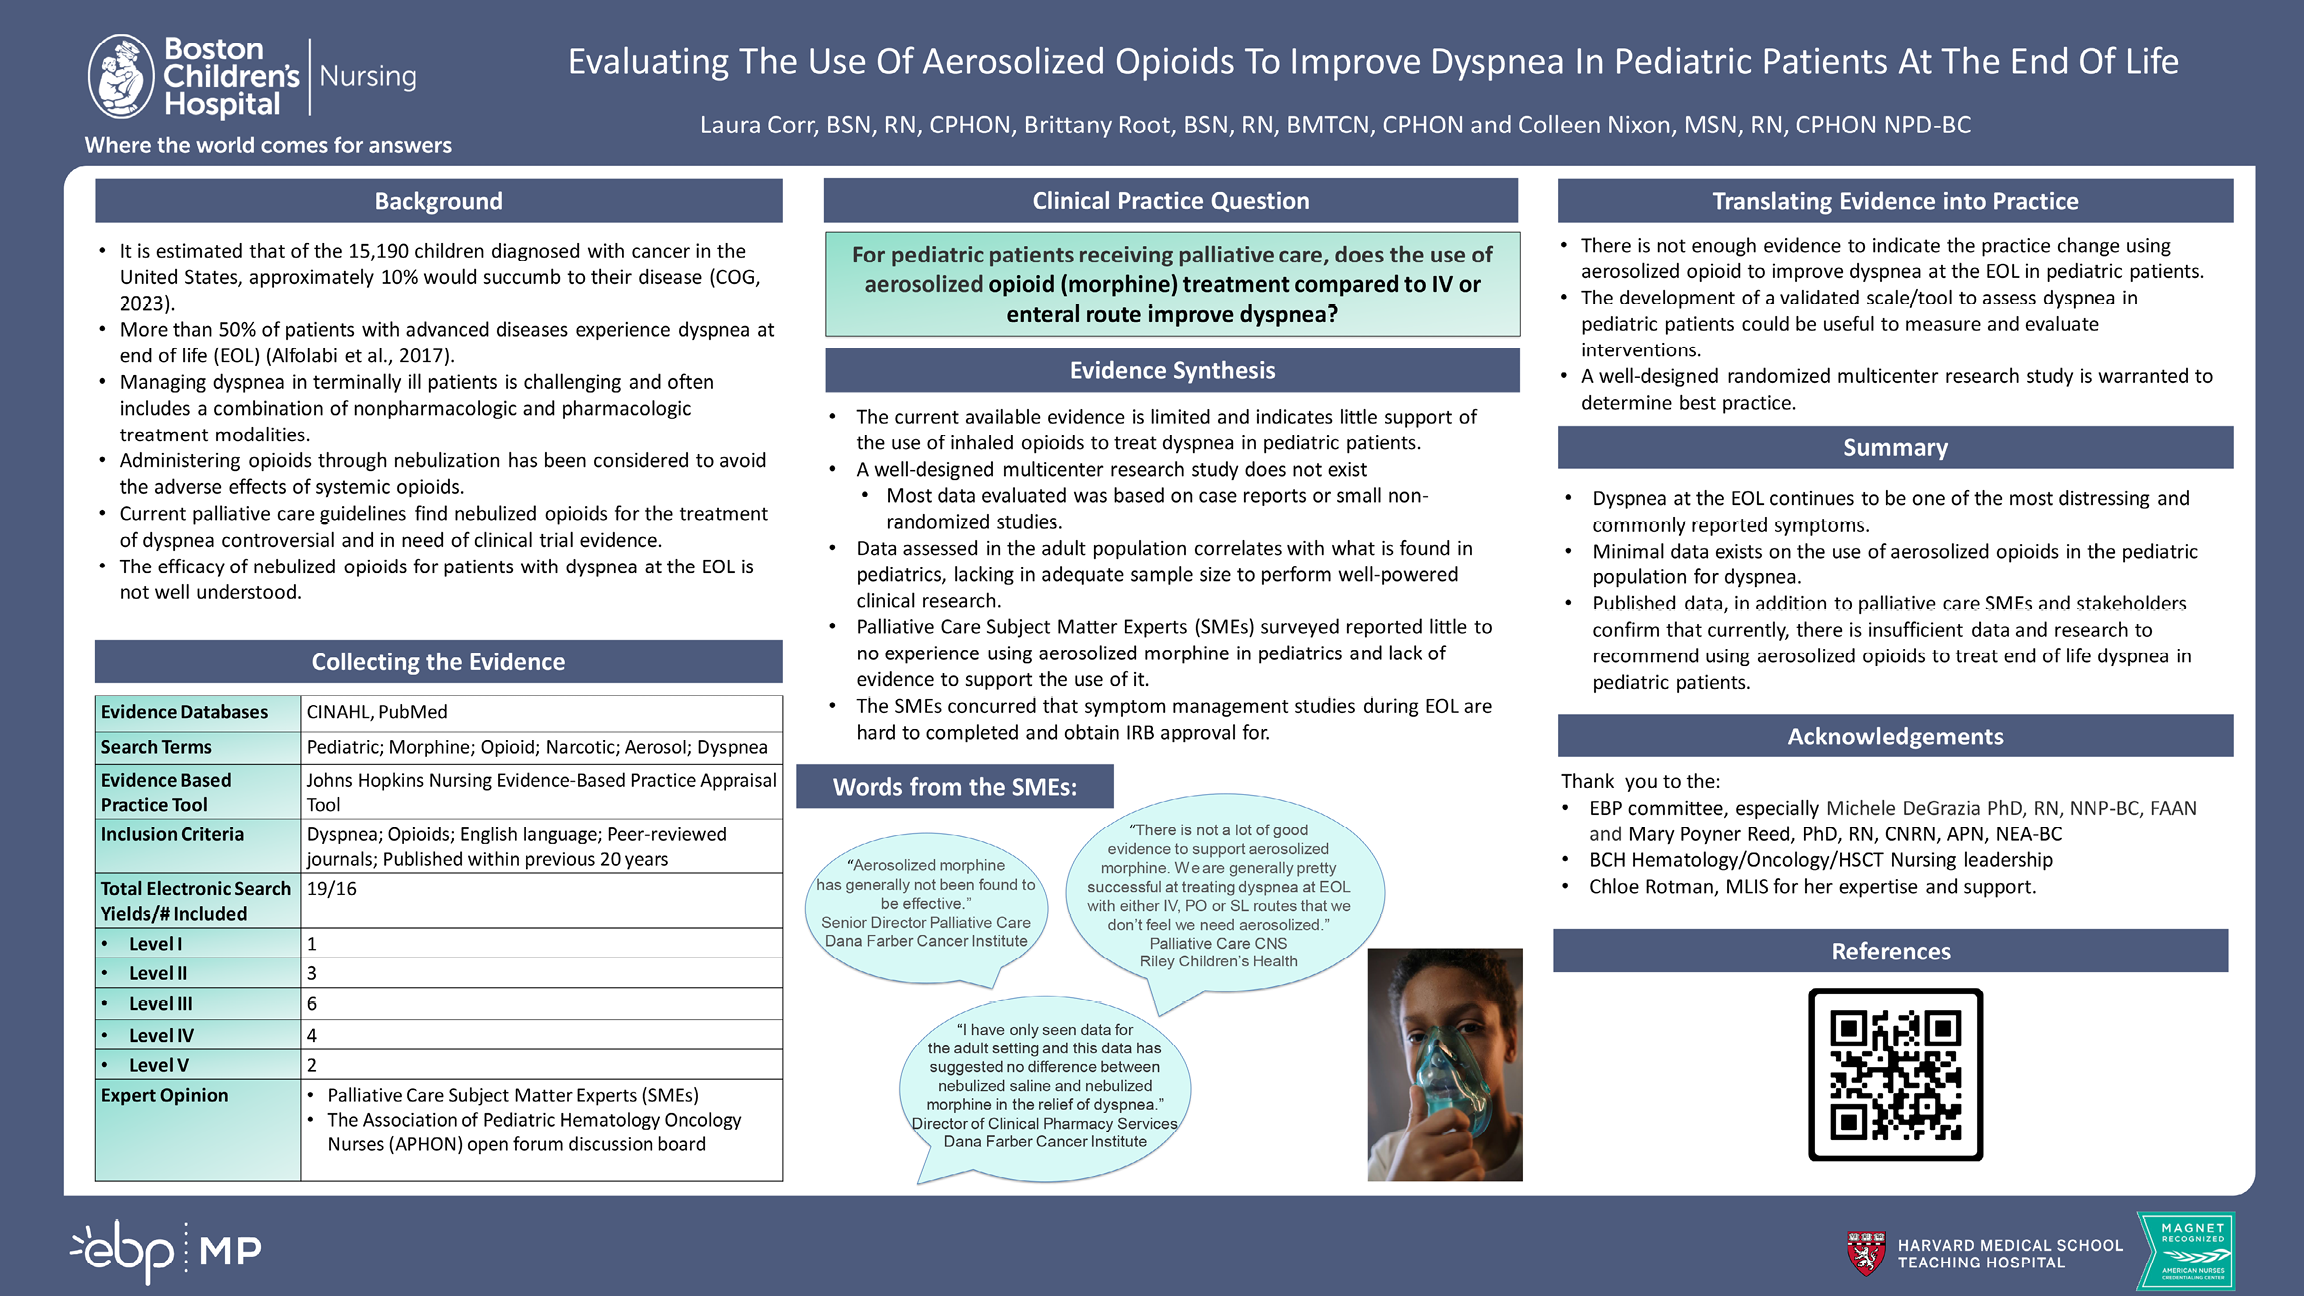 Boston
Children's
Hospital
Nursing
Where the world comes for answers
Evaluating The Use Of Aerosolized Opioids To Improve Dyspnea In Pediatric Patients At The End Of Life
Laura Corr, BSN, RN, CPHON, Brittany Root, BSN, RN, BMTCN, CPHON and Colleen Nixon, MSN, RN, CPHON NPD-BC
Background
• It is estimated that of the 15,190 children diagnosed with cancer in the
United States, approximately 10% would succumb to their disease (COG,
2023).
• More than 50% of patients with advanced diseases experience dyspnea at
end of life (EOL) (Alfolabi et al., 2017).
• Managing dyspnea in terminally ill patients is challenging and often
includes a combination of nonpharmacologic and pharmacologic
treatment modalities.
• Administering opioids through nebulization has been considered to avoid
the adverse effects of systemic opioids.
• Current palliative care guidelines find nebulized opioids for the treatment
of dyspnea controversial and in need of clinical trial evidence.
• The efficacy of nebulized opioids for patients with dyspnea at the EOL is
not well understood.
Collecting the Evidence
Evidence Databases CINAHL, PubMed
Search Terms Pediatric; Morphine; Opioid; Narcotic; Aerosol; Dyspnea
Evidence Based
Practice Tool
Johns Hopkins Nursing Evidence-Based Practice Appraisal
Tool
Inclusion Criteria
Dyspnea; Opioids; English language; Peer-reviewed
journals; Published within previous 20 years
Total Electronic Search
Yields/# Included
19/16
• Level I 1
• Level II 3
• Level III 6
• Level IV 4
• Level V 2
Expert Opinion
• Palliative Care Subject Matter Experts (SMEs)
• The Association of Pediatric Hematology Oncology
Nurses (APHON) open forum discussion board
Clinical Practice Question
For pediatric patients receiving palliative care, does the use of
aerosolized opioid (morphine) treatment compared to IV or
enteral route improve dyspnea?
Evidence Synthesis
• The current available evidence is limited and indicates little support of
the use of inhaled opioids to treat dyspnea in pediatric patients.
• A well-designed multicenter research study does not exist
• Most data evaluated was based on case reports or small non-
randomized studies.
• Data assessed in the adult population correlates with what is found in
pediatrics, lacking in adequate sample size to perform well-powered
clinical research.
• Palliative Care Subject Matter Experts (SMEs) surveyed reported little to
no experience using aerosolized morphine in pediatrics and lack of
evidence to support the use of it.
• The SMEs concurred that symptom management studies during EOL are
hard to completed and obtain IRB approval for.
Words from the SMEs:
“Aerosolized morphine
has generally not been found to
be effective.”
Senior Director Palliative Care
Dana Farber Cancer Institute
“There is not a lot of good
evidence to support aerosolized
morphine. We are generally pretty
successful at treating dyspnea at EOL
with either IV, PO or SL routes that we
don’t feel we need aerosolized.”
Palliative Care CNS
Riley Children’s Health
“I have only seen data for
the adult setting and this data has
suggested no difference between
nebulized saline and nebulized
morphine in the relief of dyspnea.”
Director of Clinical Pharmacy Services
Dana Farber Cancer Institute
Translating Evidence into Practice
• There is not enough evidence to indicate the practice change using
aerosolized opioid to improve dyspnea at the EOL in pediatric patients.
• The development of a validated scale/tool to assess dyspnea in
pediatric patients could be useful to measure and evaluate
interventions.
• A well-designed randomized multicenter research study is warranted to
determine best practice.
Summary
• Dyspnea at the EOL continues to be one of the most distressing and
commonly reported symptoms.
• Minimal data exists on the use of aerosolized opioids in the pediatric
population for dyspnea.
• Published data, in addition to palliative care SMEs and stakeholders
confirm that currently, there is insufficient data and research to
recommend using aerosolized opioids to treat end of life dyspnea in
pediatric patients.
Acknowledgements
Thank you to the:
• EBP committee, especially Michele DeGrazia PhD, RN, NNP-BC, FAAN
and Mary Poyner Reed, PhD, RN, CNRN, APN, NEA-BC
• BCH Hematology/Oncology/HSCT Nursing leadership
• Chloe Rotman, MLIS for her expertise and support.
References
ebp MP
HARVARD MEDICAL SCHOOL
TEACHING HOSPITAL
MAGNET
RECOGNIZED
AMERICAN NURSES
CREDENTIALING CENTER